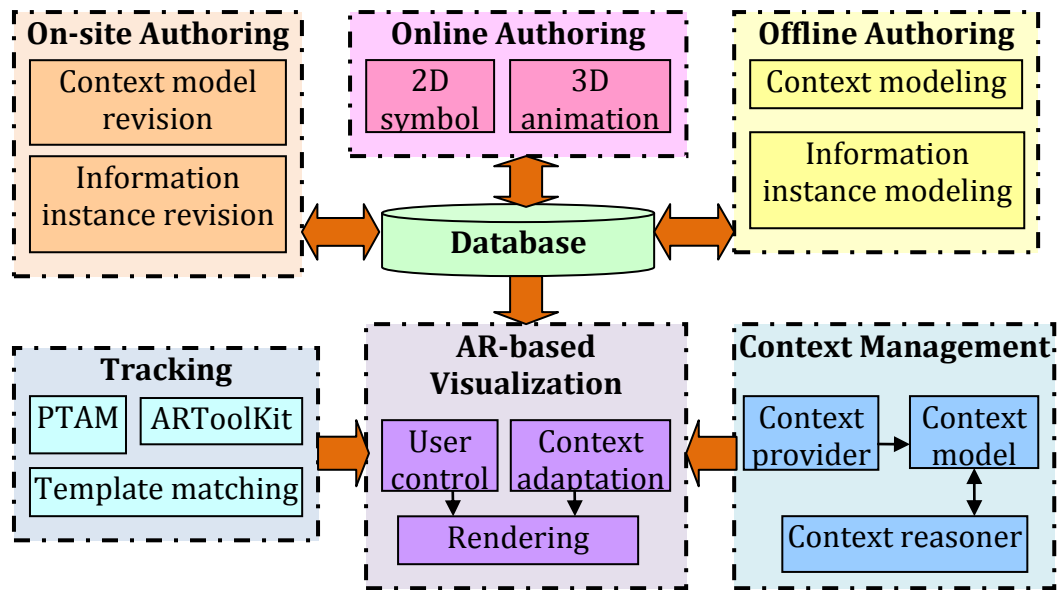 On-site Authoring
Context model
revision
Information
instance revision
Online Authoring
2D
symbol
3D
animation
Offline Authoring
Context modeling
Information
instance modeling
Database
Tracking
PTAM
ARToolKit
Template matching
AR-based
Visualization
User
control
Context
adaptation
Rendering
Context Management
Context
provider
Context
model
Context reasoner